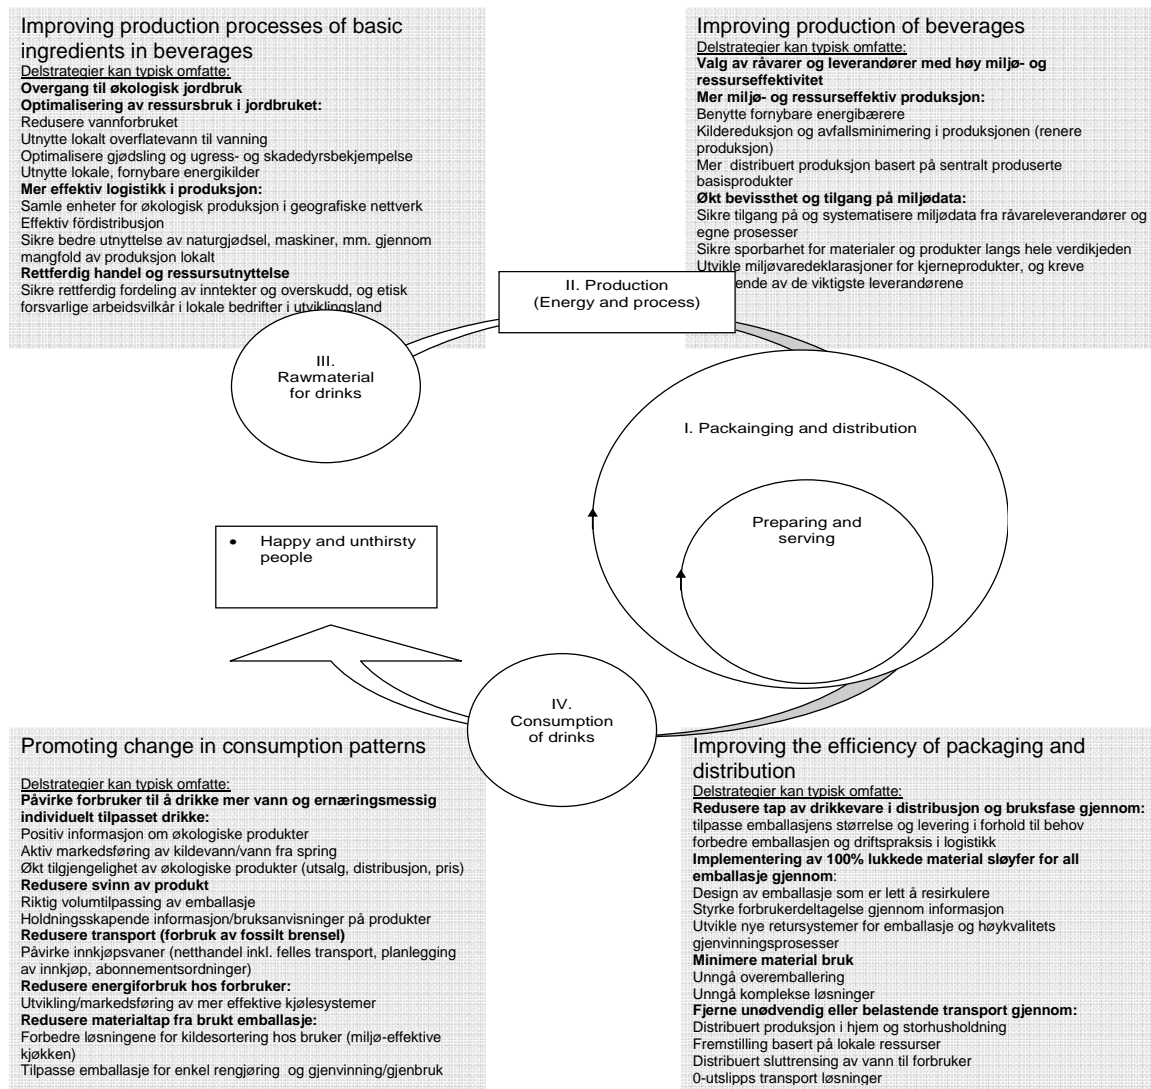 Improving production processes of basic
ingredients in beverages
Delstrategier kan typisk omfatte:
Overgang til økologisk jordbruk
Optimalisering av ressursbruk i jordbruket:
Redusere vannforbruket
Utnytte lokalt overflatevann til vanning
Optimalisere gjødsling og ugress- og skadedyrsbekjempelse
Utnytte lokale, fornybare energikilder
Mer effektiv logistikk i produksjon:
Samle enheter for økologisk produksjon i geografiske nettverk
Effektiv fördistribusjon
Sikre bedre utnyttelse av naturgjødsel, maskiner, mm. gjennom
mangfold av produksjon lokalt
Rettferdig handel og ressursutnyttelse
Sikre rettferdig fordeling av inntekter og overskudd, og etisk
forsvarlige arbeidsvilkår i lokale bedrifter i utviklingsland
Improving production of beverages
Delstrategier kan typisk omfatte:
Valg av råvarer og leverandører med høy miljø- og
ressurseffektivitet
Mer miljø- og ressurseffektiv produksjon:
Benytte fornybare energibærere
Kildereduksjon og avfallsminimering i produksjonen (renere
produksjon)
Mer distribuert produksjon basert på sentralt produserte
basisprodukter
Økt bevissthet og tilgang på miljødata:
Sikre tilgang på og systematisere miljødata fra råvareleverandører og
egne prosesser
Sikre sporbarhet for materialer og produkter langs hele verdikjeden
Utvikle miljøvaredeklarasjoner for kjerneprodukter, og kreve
ende av de viktigste leverandørene
II. Production
(Energy and process)
III.
Rawmaterial
for drinks
I. Packainging and distribution
Preparing and
serving
• Happy and unthirsty
people
IV.
Consumption
of drinks
Promoting change in consumption patterns
Delstrategier kan typisk omfatte:
Påvirke forbruker til å drikke mer vann og ernæringsmessig
individuelt tilpasset drikke:
Positiv informasjon om økologiske produkter
Aktiv markedsføring av kildevann/vann fra spring
Økt tilgjengelighet av økologiske produkter (utsalg, distribusjon, pris)
Redusere svinn av produkt
Riktig volumtilpassing av emballasje
Holdningsskapende informasjon/bruksanvisninger på produkter
Redusere transport (forbruk av fossilt brensel)
Påvirke innkjøpsvaner (netthandel inkl. felles transport, planlegging
av innkjøp, abonnementsordninger)
Redusere energiforbruk hos forbruker:
Utvikling/markedsføring av mer effektive kjølesystemer
Redusere materialtap fra brukt emballasje:
Forbedre løsningene for kildesortering hos bruker (miljø-effektive
kjøkken)
Tilpasse emballasje for enkel rengjøring og gjenvinning/gjenbruk
Improving the efficiency of packaging and
distribution
Delstrategier kan typisk omfatte:
Redusere tap av drikkevare i distribusjon og bruksfase gjennom:
tilpasse emballasjens størrelse og levering i forhold til behov
forbedre emballasjen og driftspraksis i logistikk
Implementering av 100% lukkede material sløyfer for all
emballasje gjennom:
Design av emballasje som er lett å resirkulere
Styrke forbrukerdeltagelse gjennom informasjon
Utvikle nye retursystemer for emballasje og høykvalitets
gjenvinningsprosesser
Minimere material bruk
Unngå overemballering
Unngå komplekse løsninger
Fjerne unødvendig eller belastende transport gjennom:
Distribuert produksjon i hjem og storhusholdning
Fremstilling basert på lokale ressurser
Distribuert sluttrensing av vann til forbruker
0-utslipps transport løsninger